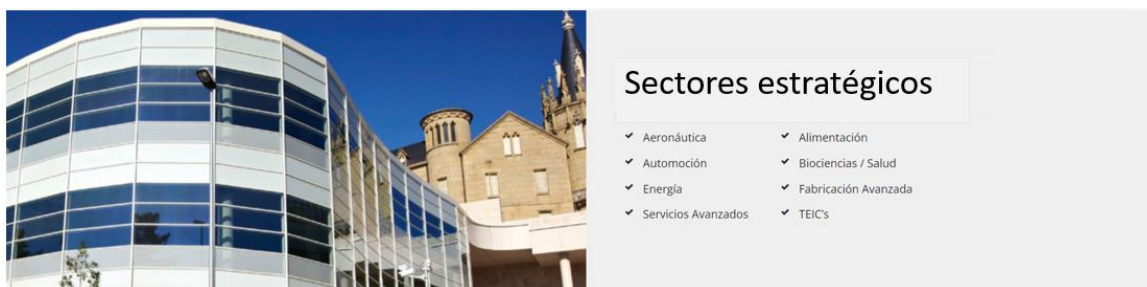 Sectores estratégicos
Aeronáutica
Automoción
Energía
Servicios Avanzados
Alimentación
Biociencias / Salud
Fabricación Avanzada
TEIC's